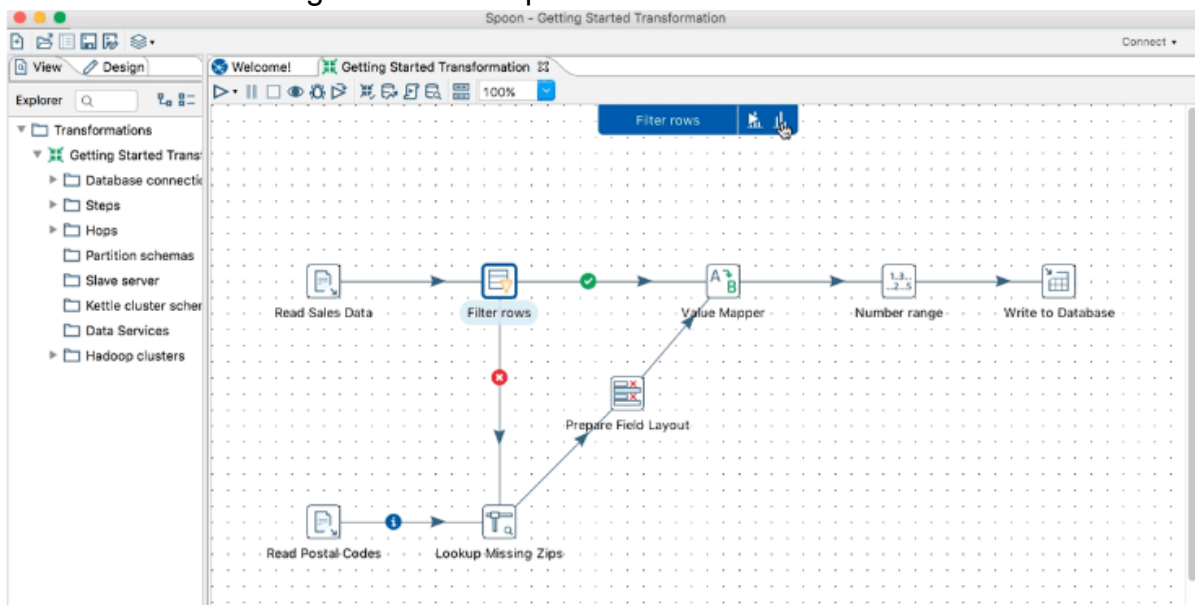 Spoon - Getting Started Transformation
Connect
View Design
Welcome! Getting Started Transformation
Explorer
100%
Filter rows
Transformations
Getting Started Trans
Database connecti
Steps
Hops
Partition schemas
Slave server
Kettle cluster scher
Data Services
Hadoop clusters
Read Sales Data
Filter rows
Value Mapper
Number range
Write to Database
Prepare Field Layout
Read Postal Codes
Lookup Missing Zips